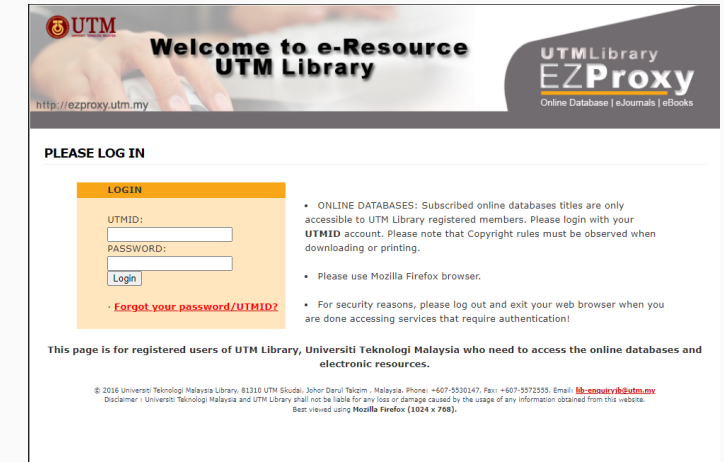 UTM
UNIVERSITI TEKNOLOGI MALAYSIA
Welcome to e-Resource
UTM Library
http://ezproxy.utm.my
UTMLibrary
EZProxy
Online Database | eJournals | eBooks
PLEASE LOG IN
LOGIN
UTMID:
PASSWORD:
Login
· Forgot your password/UTMID?
• ONLINE DATABASES: Subscribed online databases titles are only
accessible to UTM Library registered members. Please login with your
UTMID account. Please note that Copyright rules must be observed when
downloading or printing.
• Please use Mozilla Firefox browser.
• For security reasons, please log out and exit your web browser when you
are done accessing services that require authentication!
This page is for registered users of UTM Library, Universiti Teknologi Malaysia who need to access the online databases and
electronic resources.
© 2016 Universiti Teknologi Malaysia Library, 81310 UTM Skudai, Johor Darul Takzim , Malaysia, Phone: +607-5530147, Fax: +607-5572555, Email: lib-enquiryjb@utm.my
Disclaimer : Universiti Teknologi Malaysia and UTM Library shall not be liable for any loss or damage caused by the usage of any information obtained from this website.
Best viewed using Mozilla Firefox (1024 x 768).